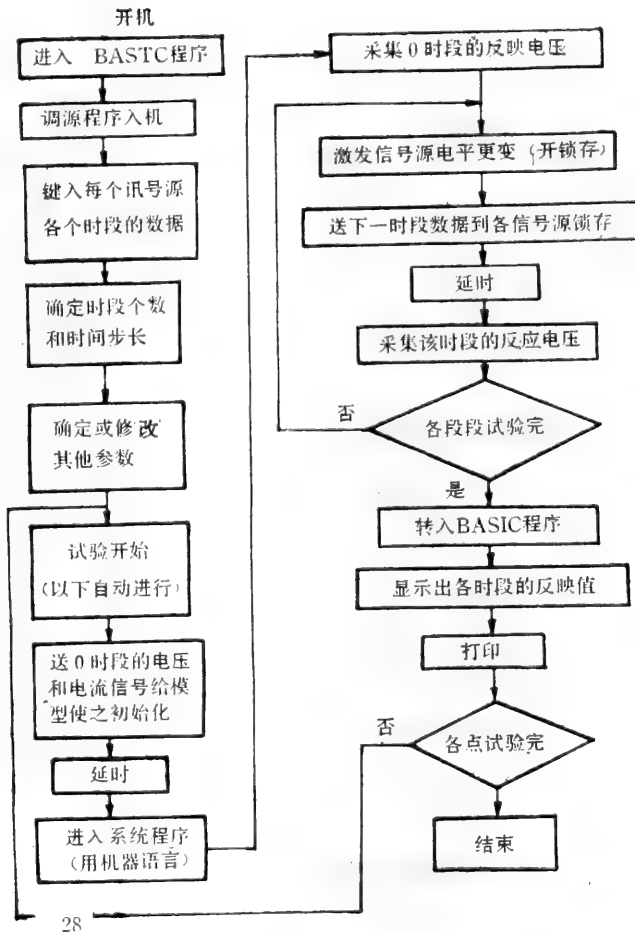 开机
进入 BASTC程序
调源程序入机
键入每个讯号源
各个时段的数据
确定时段个数
和时间步长
确定或修改
其他参数
试验开始
(以下自动进行)
送0时段的电压
和电流信号给模
型使之初始化
延时
进入系统程序
(用机器语言)
采集0时段的反映电压
激发信号源电平更变(开锁存)
送下一时段数据到各信号源锁存
延时
采集该时段的反应电压
否
各段段试验完
是
转入BASIC程序
显示出各时段的反映值
打印
否
各点试验完
结束
28